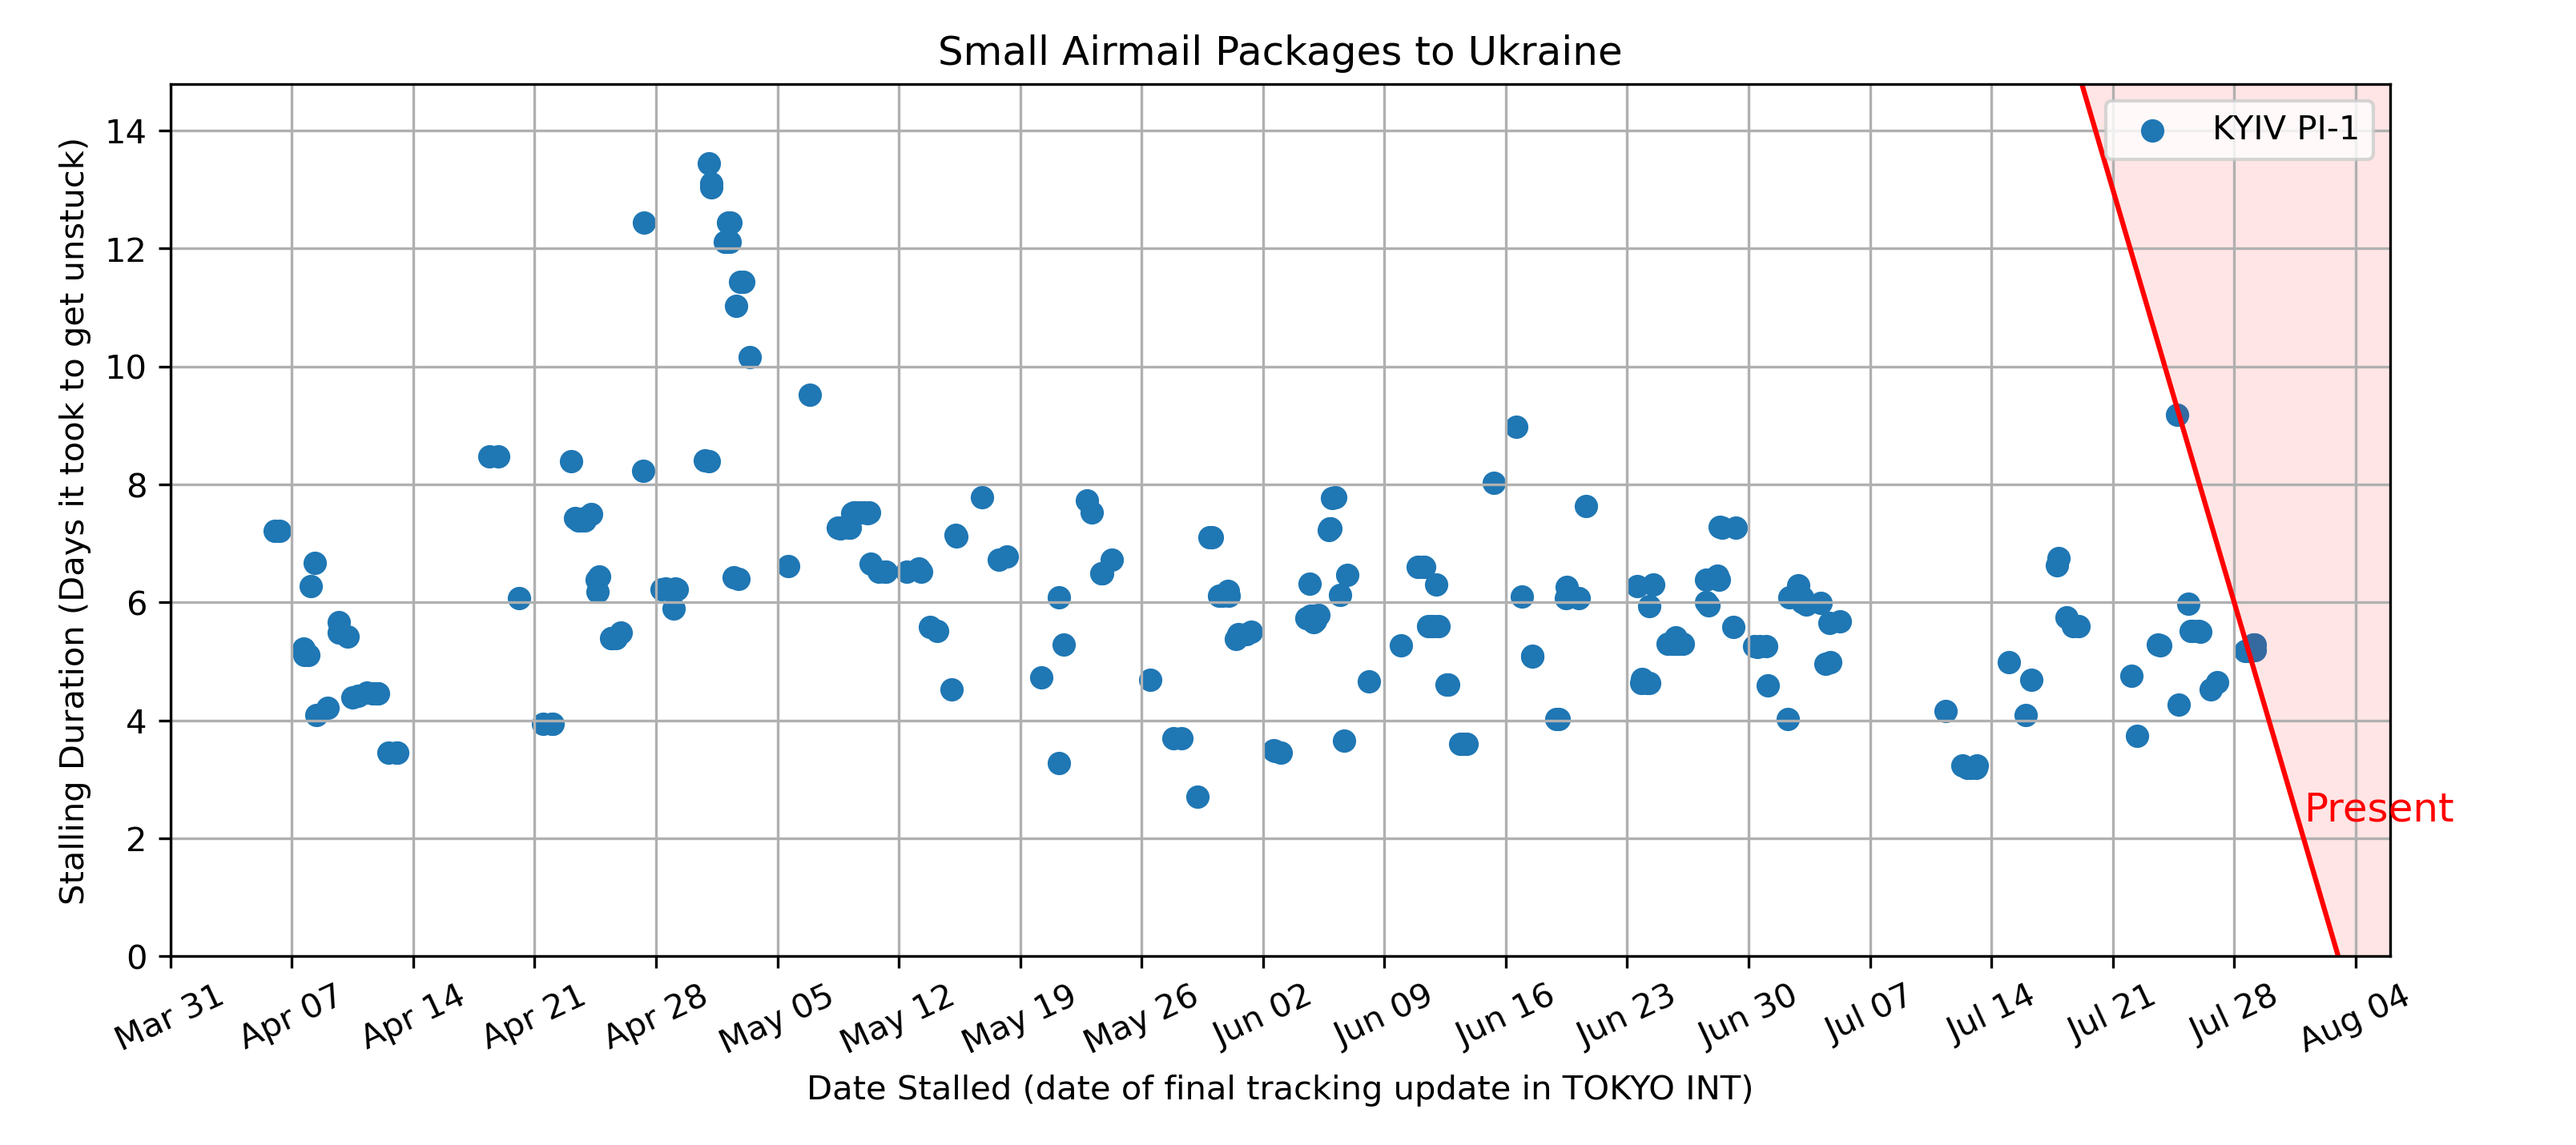 Small Airmail Packages to Ukraine
KYIV PI-1
14
12
10
8
6
4
2
0
Stalling Duration (Days it took to get unstuck)
Present
Mar 31
Apr 07
Apr 14
Apr 21
Apr 28
May 05
May 12
May 19
May 26
Jun 02
Jun 09
Jun 16
Jun 23
Jun 30
Jul 07
Jul 14
Jul 21
Jul 28
Aug 04
Date Stalled (date of final tracking update in TOKYO INT)